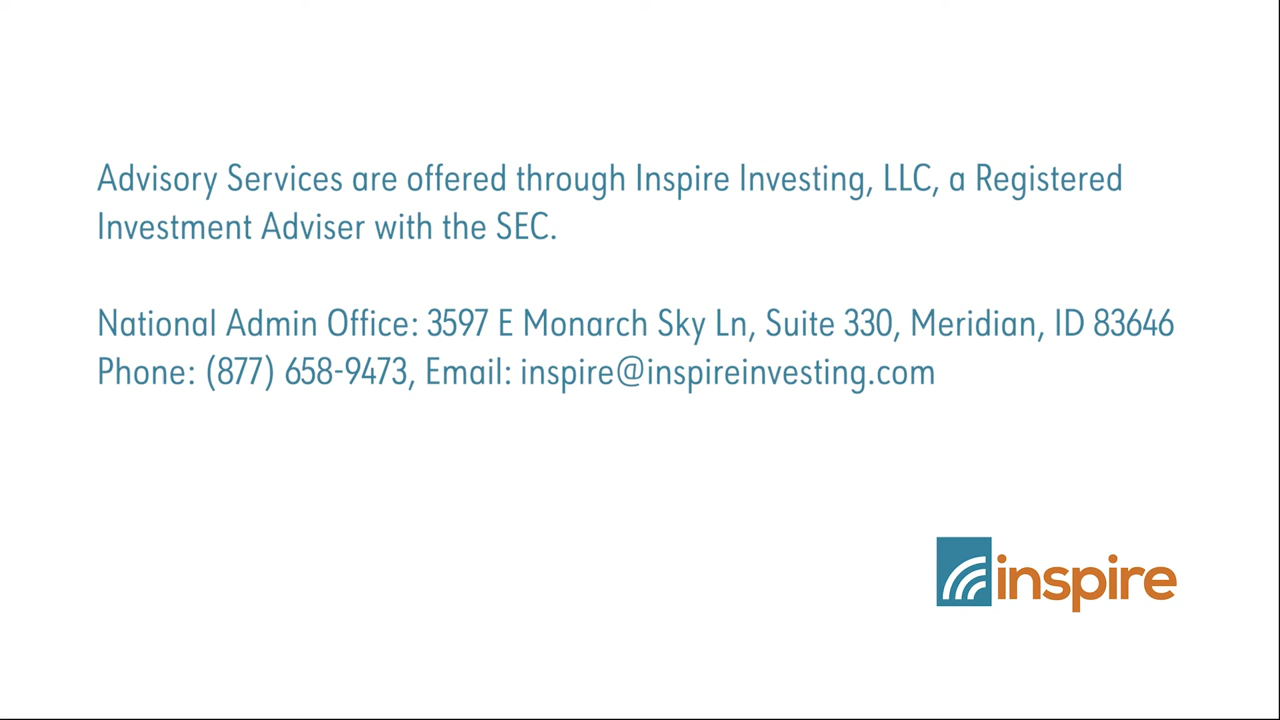 Advisory Services are offered through Inspire Investing, LLC, a Registered
Investment Adviser with the SEC.
National Admin Office: 3597 E Monarch Sky Ln, Suite 330, Meridian, ID 83646
Phone: (877) 658-9473, Email: inspire@inspireinvesting.com
inspire